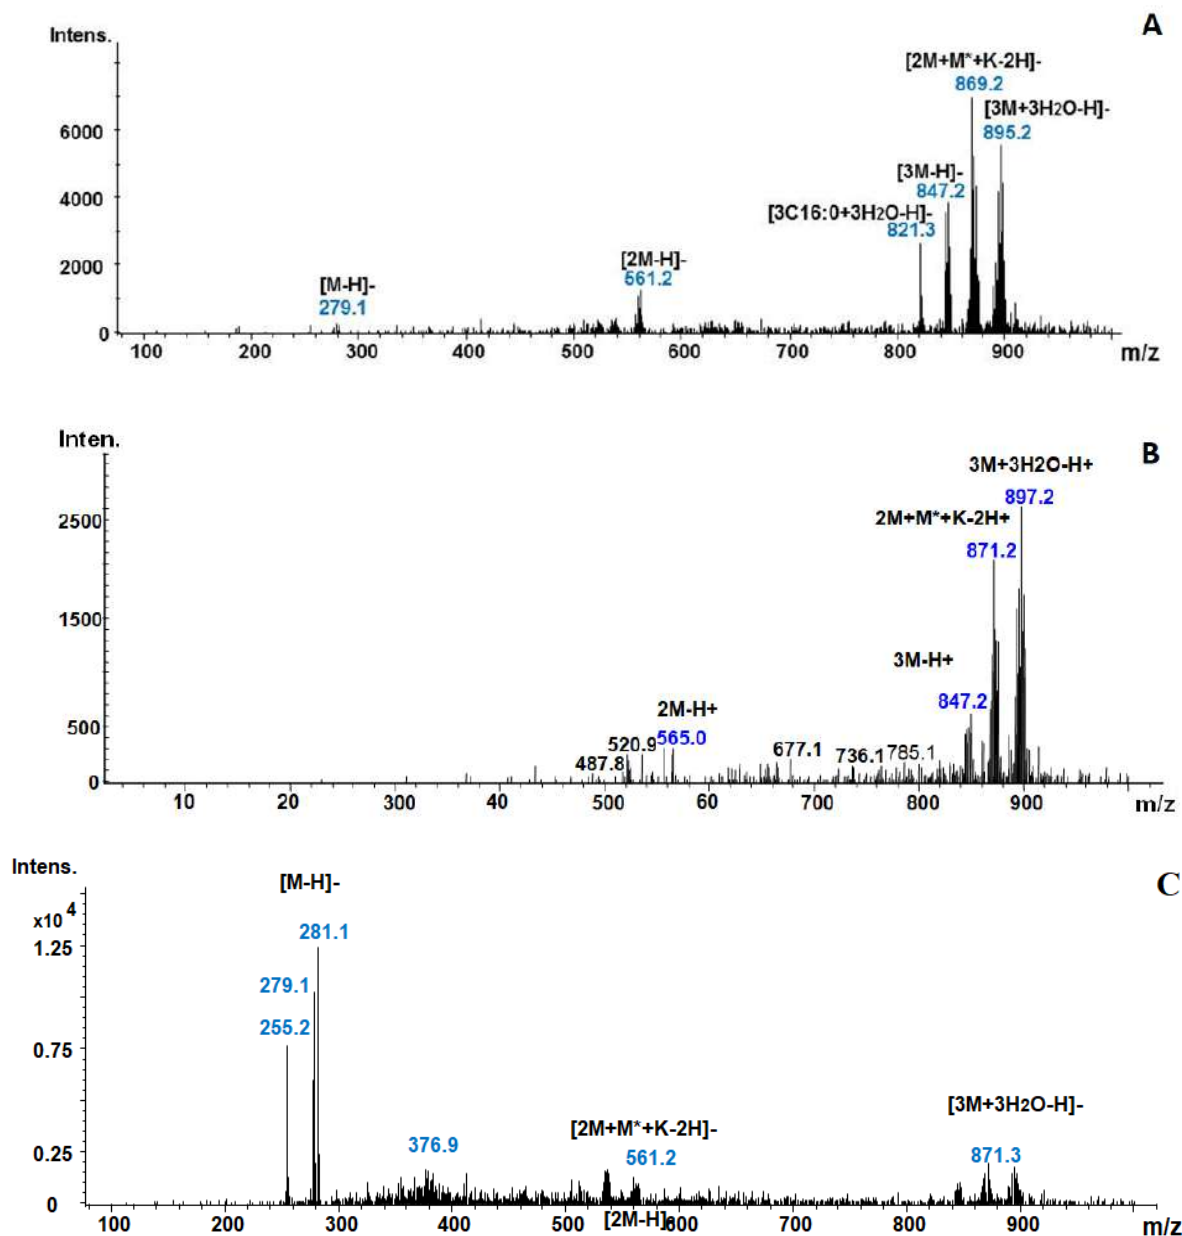 A
Intens.
[2M+M*+K-2H]-
869.2
[3M+3H2O-H]-
895.2
6000
[3M-H]-
847.2
4000
[3C16:0+3H2O-H]-
821.3
[2M-H]-
561.2
2000
[M-H]-
279.1
0
100 200 300 400 500 600 700 800 900
m/z
Inten.
B
3M+3H2O-H+
897.2
2M+M*+K-2H+
2500
871.2
1500
3M-H+
847.2
2M-H+
500
520.9 565.0
487.8
677.1
736.1 785.1
0
10 20 300 40 500 60 700 800 900
m/z
Intens.
[M-H]-
C
x10 4
281.1
1.25
279.1
255.2
0.75
[3M+3H2O-H]-
[2M+M*+K-2H]-
0.25
376.9
561.2
871.3
0
100 200 300 400 500 [2M-H]- 600 700 800 900
m/z